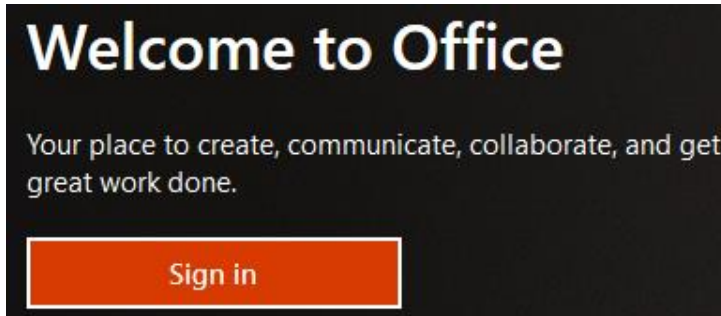 Welcome to Office
Your place to create, communicate, collaborate, and get
great work done.
Sign in